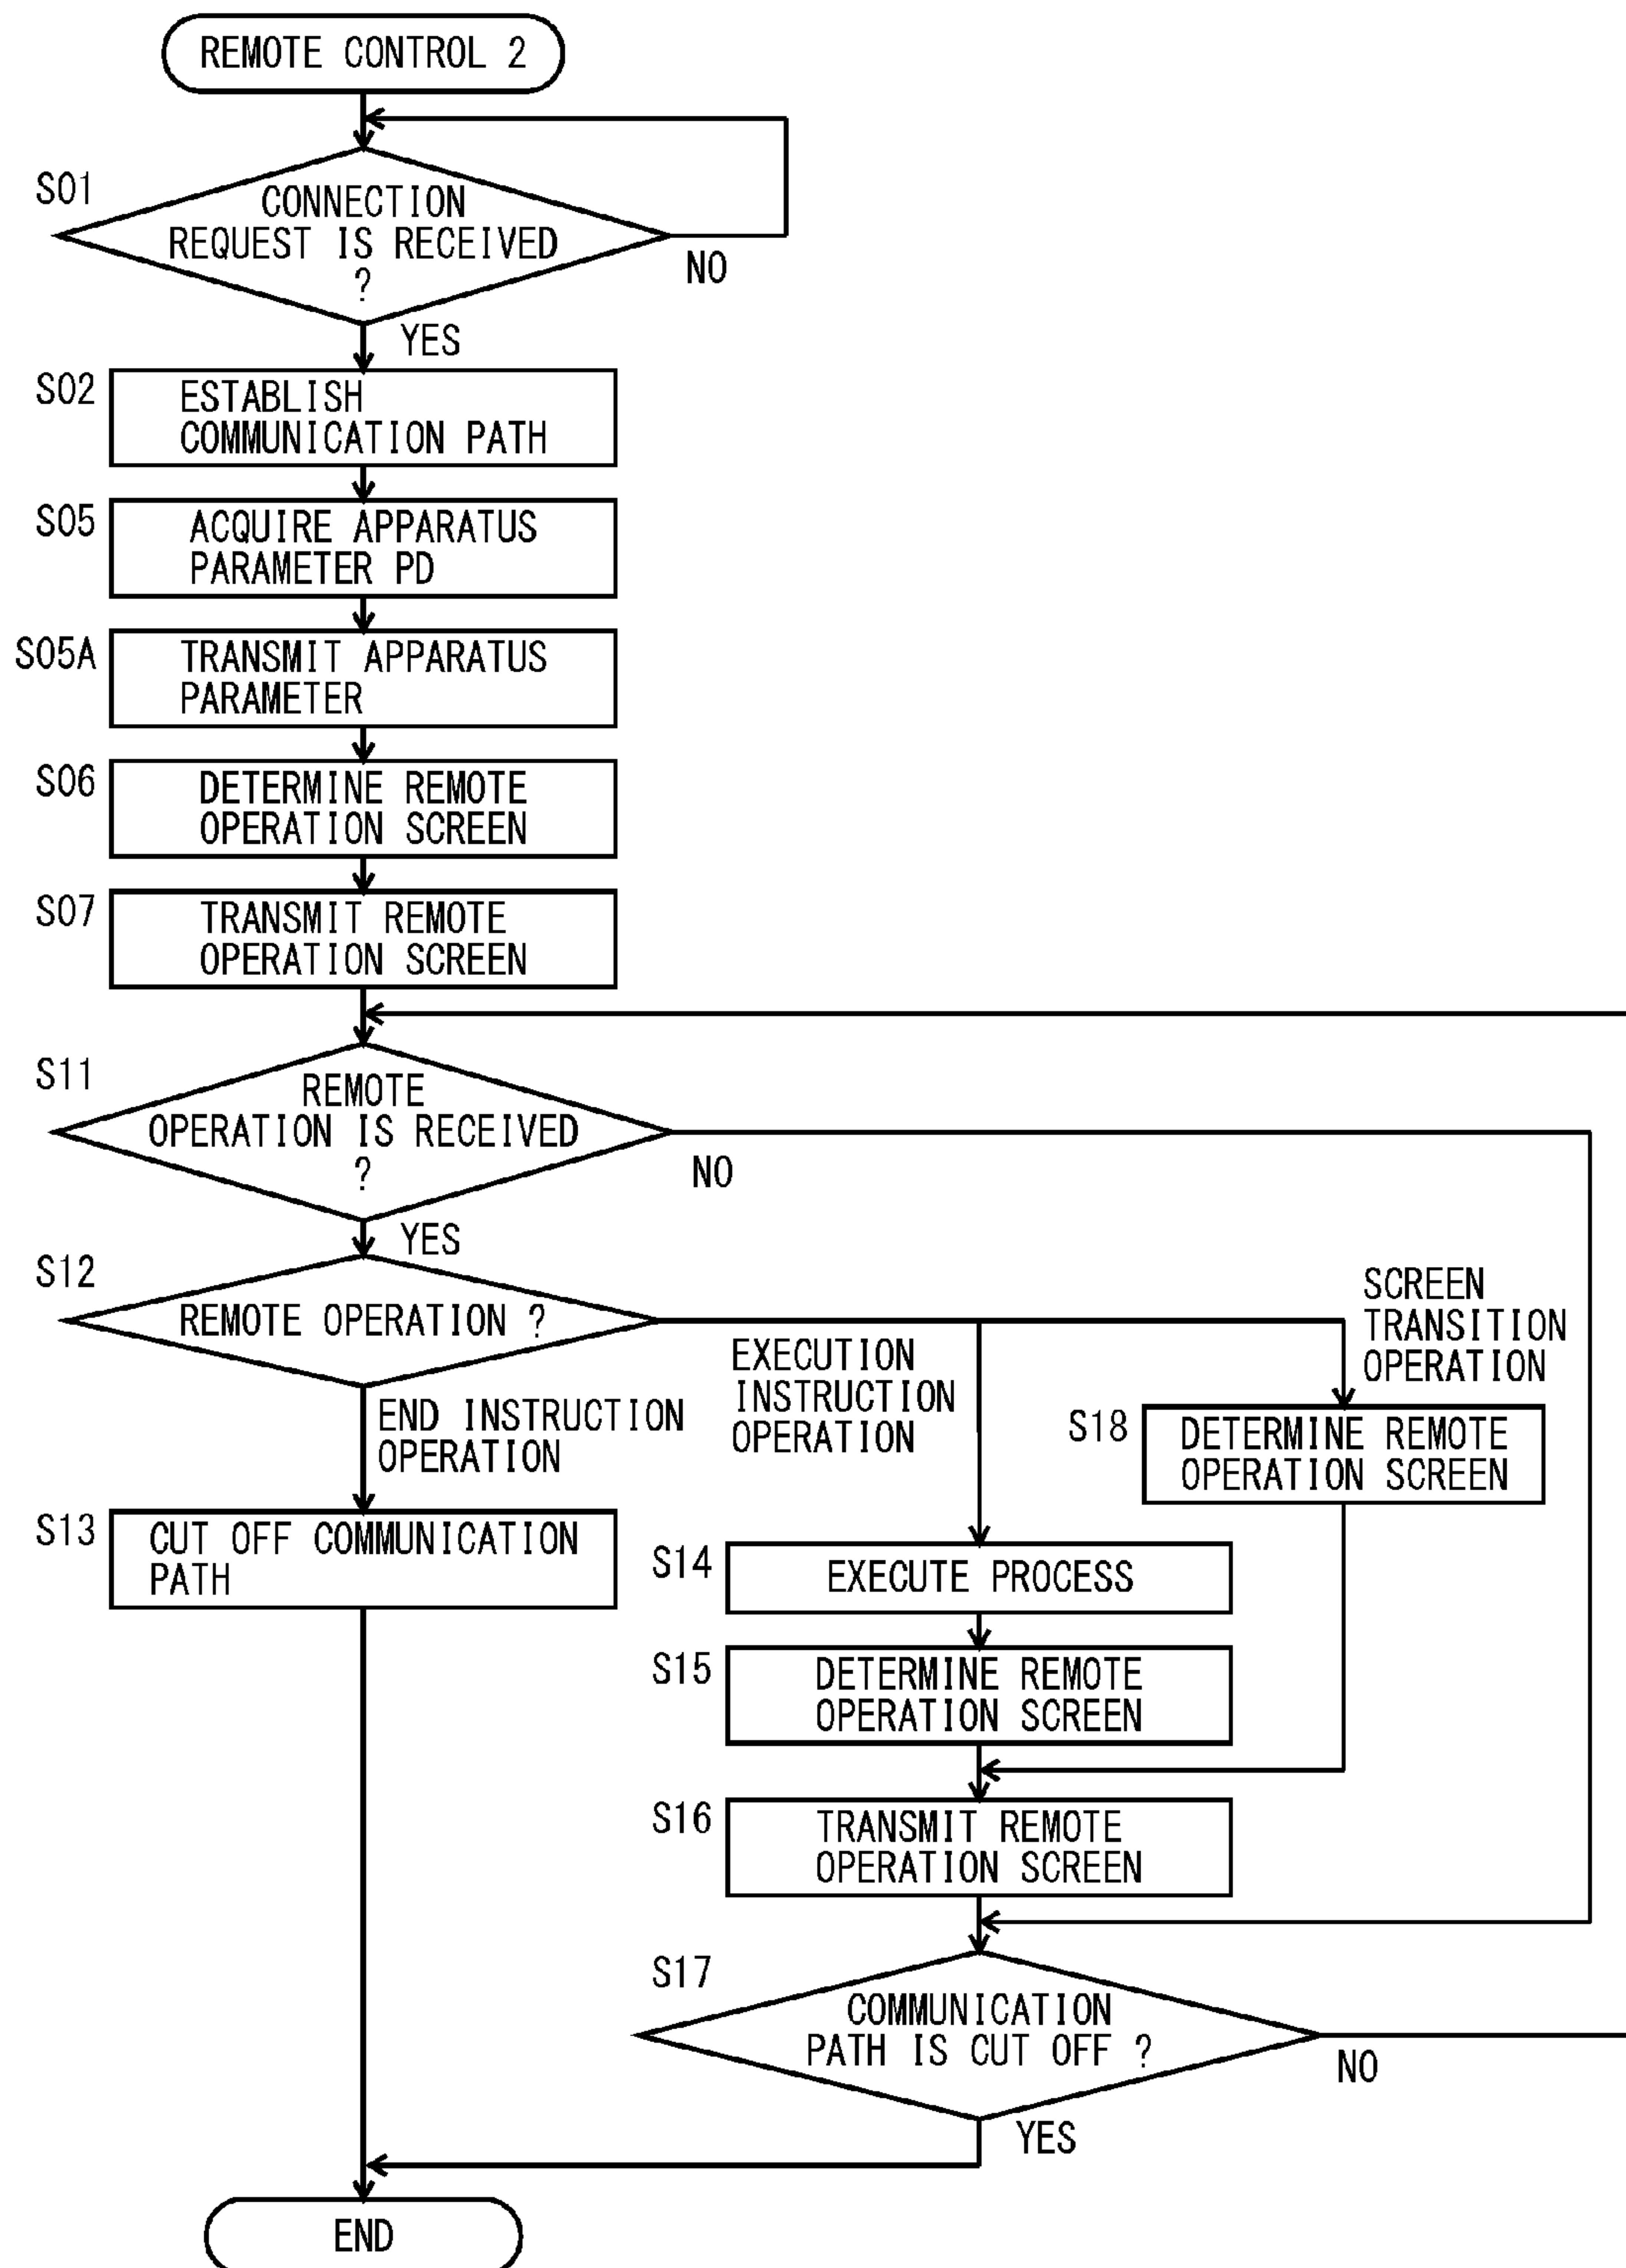 REMOTE CONTROL 2
S01
CONNECTION
REQUEST IS RECEIVED
?
NO
YES
S02
ESTABLISH
COMMUNICATION PATH
S05
ACQUIRE APPARATUS
PARAMETER PD
S05A
TRANSMIT APPARATUS
PARAMETER
S06
DETERMINE REMOTE
OPERATION SCREEN
S07
TRANSMIT REMOTE
OPERATION SCREEN
S11
REMOTE
OPERATION IS RECEIVED
?
NO
YES
S12
REMOTE OPERATION ?
END INSTRUCTION
OPERATION
EXECUTION
INSTRUCTION
OPERATION
SCREEN
TRANSITION
OPERATION
S18
DETERMINE REMOTE
OPERATION SCREEN
S13
CUT OFF COMMUNICATION
PATH
S14
EXECUTE PROCESS
S15
DETERMINE REMOTE
OPERATION SCREEN
S16
TRANSMIT REMOTE
OPERATION SCREEN
S17
COMMUNICATION
PATH IS CUT OFF ?
NO
YES
END